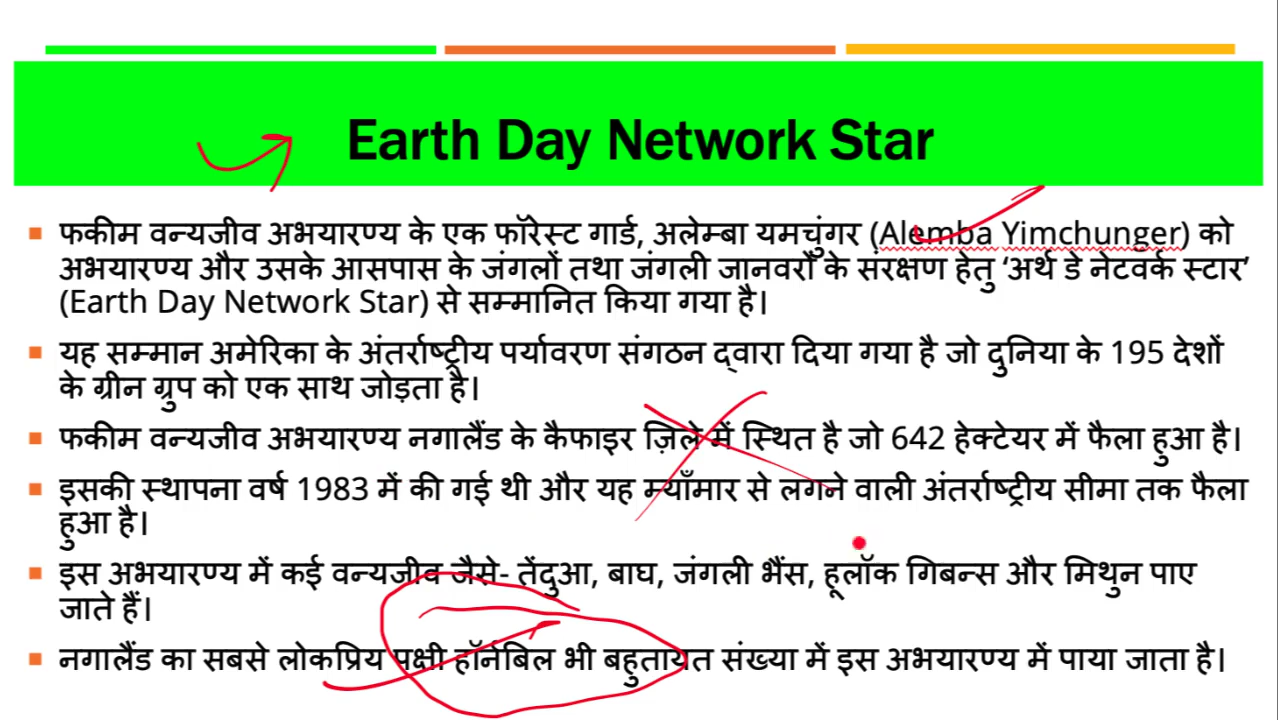 Earth Day Network Star
फकीम वन्यजीव अभयारण्य के एक फॉरेस्ट गार्ड, अलेम्बा यमचुंगर (Alemba Yimchunger) को
अभयारण्य और उसके आसपास के जंगलों तथा जंगली जानवरों के संरक्षण हेतु ‘अर्थ डे नेटवर्क स्टार’
(Earth Day Network Star) से सम्मानित किया गया है।
यह सम्मान अमेरिका के अंतर्राष्ट्रीय पर्यावरण संगठन द्वारा दिया गया है जो दुनिया के 195 देशों
के ग्रीन ग्रुप को एक साथ जोड़ता है।
फकीम वन्यजीव अभयारण्य नगालैंड के कैफाइर ज़िले में स्थित है जो 642 हेक्टेयर में फैला हुआ है।
इसकी स्थापना वर्ष 1983 में की गई थी और यह म्याँमार से लगने वाली अंतर्राष्ट्रीय सीमा तक फैला
हुआ है।
इस अभयारण्य में कई वन्यजीव जैसे- तेंदुआ, बाघ, जंगली भैंस, हूलॉक गिबन्स और मिथुन पाए
जाते हैं।
नगालैंड का सबसे लोकप्रिय पक्षी हॉर्नबिल भी बहुतायत संख्या में इस अभयारण्य में पाया जाता है।